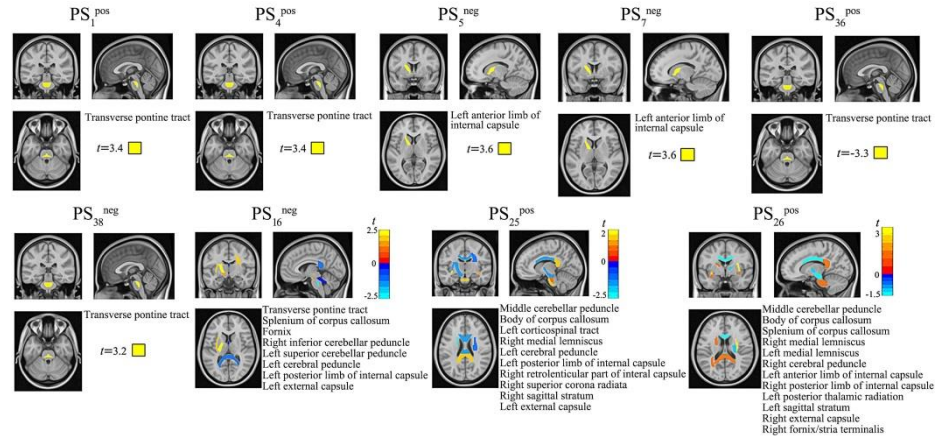 PS₁ᵖᵒˢ
Transverse pontine tract
t=3.4
PS₄ᵖᵒˢ
Transverse pontine tract
t=3.4
PS₅ⁿᵉᵍ
Left anterior limb of
internal capsule
t=3.6
PS₇ⁿᵉᵍ
Left anterior limb of
internal capsule
t=3.6
PS₃₆ᵖᵒˢ
Transverse pontine tract
t=-3.3
PS₃₈ⁿᵉᵍ
Transverse pontine tract
t=3.2
PS₁₆ⁿᵉᵍ
t
2.5
0
-2.5
Transverse pontine tract
Splenium of corpus callosum
Fornix
Right inferior cerebellar peduncle
Left superior cerebellar peduncle
Left cerebral peduncle
Left posterior limb of internal capsule
Left external capsule
PS₂₅ᵖᵒˢ
t
2
0
-2.5
Middle cerebellar peduncle
Body of corpus callosum
Left corticospinal tract
Right medial lemniscus
Left cerebral peduncle
Left posterior limb of internal capsule
Right retrolenticular part of interal capsule
Right superior corona radiata
Right sagittal stratum
Left external capsule
PS₂₆ᵖᵒˢ
t
3
0
-1.5
Middle cerebellar peduncle
Body of corpus callosum
Splenium of corpus callosum
Right medial lemniscus
Left medial lemniscus
Right cerebral peduncle
Left anterior limb of internal capsule
Right posterior limb of internal capsule
Left posterior thalamic radiation
Left sagittal stratum
Right external capsule
Right fornix/stria terminalis